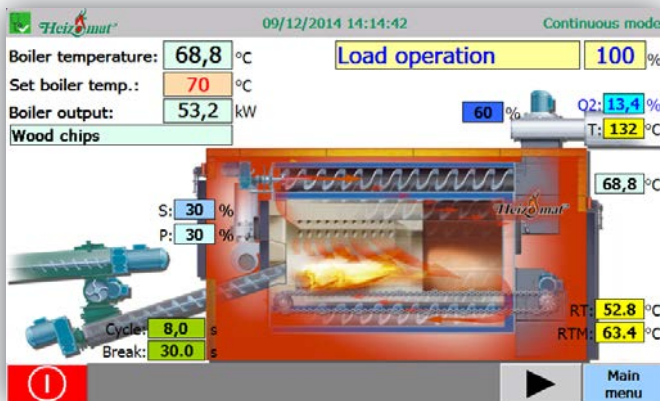 Heizomat 09/12/2014 14:14:42 Continuous mode
Boiler temperature: 68,8 °C Load operation 100 %
Set boiler temp.: 70 °C
Boiler output: 53,2 kW 60 % O2: 13,4 %
Wood chips T: 132 °C
68,8 °C
S: 30 % Heizomat
P: 30 %
RT: 52.8 °C
Cycle: 8,0 s RTM: 63.4 °C
Break: 30.0 s
Main
menu